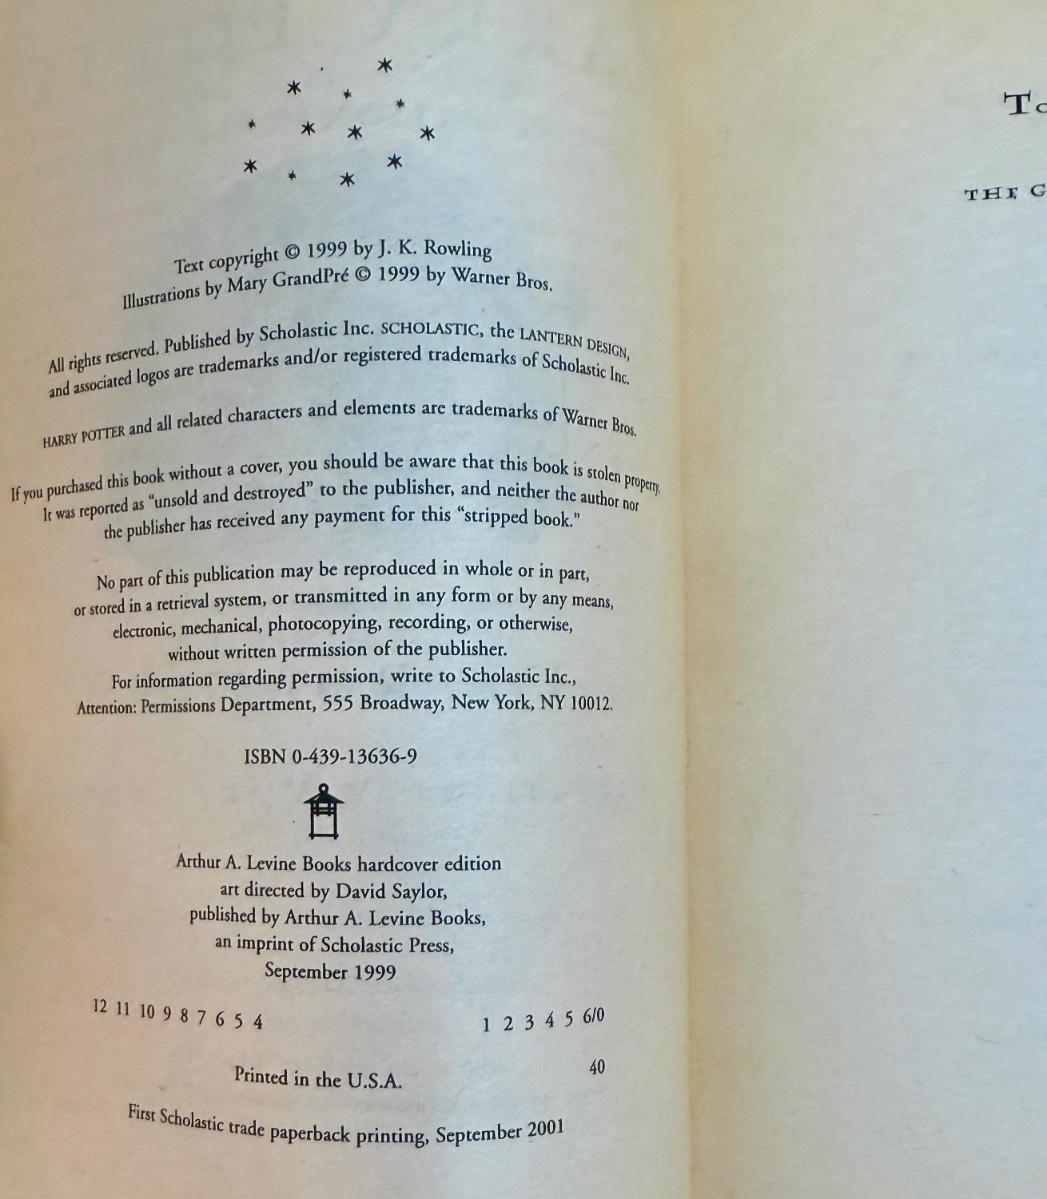 Text copyright © 1999 by J. K. Rowling
Illustrations by Mary GrandPré © 1999 by Warner Bros.
All rights reserved. Published by Scholastic Inc. SCHOLASTIC, the LANTERN DESIGN,
and associated logos are trademarks and/or registered trademarks of Scholastic Inc.
HARRY POTTER and all related characters and elements are trademarks of Warner Bros.
If you purchased this book without a cover, you should be aware that this book is stolen property.
It was reported as “unsold and destroyed” to the publisher, and neither the author nor
the publisher has received any payment for this “stripped book.”
No part of this publication may be reproduced in whole or in part,
or stored in a retrieval system, or transmitted in any form or by any means,
electronic, mechanical, photocopying, recording, or otherwise,
without written permission of the publisher.
For information regarding permission, write to Scholastic Inc.,
Attention: Permissions Department, 555 Broadway, New York, NY 10012.
ISBN 0-439-13636-9
Arthur A. Levine Books hardcover edition
art directed by David Saylor,
published by Arthur A. Levine Books,
an imprint of Scholastic Press,
September 1999
12 11 10 9 8 7 6 5 4 1 2 3 4 5 6/0
Printed in the U.S.A. 40
First Scholastic trade paperback printing, September 2001
To
THE G